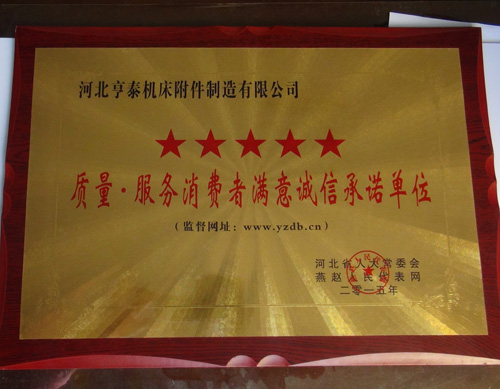 河北亨泰机床附件制造有限公司
★★★★★
质量·服务消费者满意诚信承诺单位
(监督网址: www.yzdb.cn)
河北省人大常委会
燕赵人民代表网
二零一五年